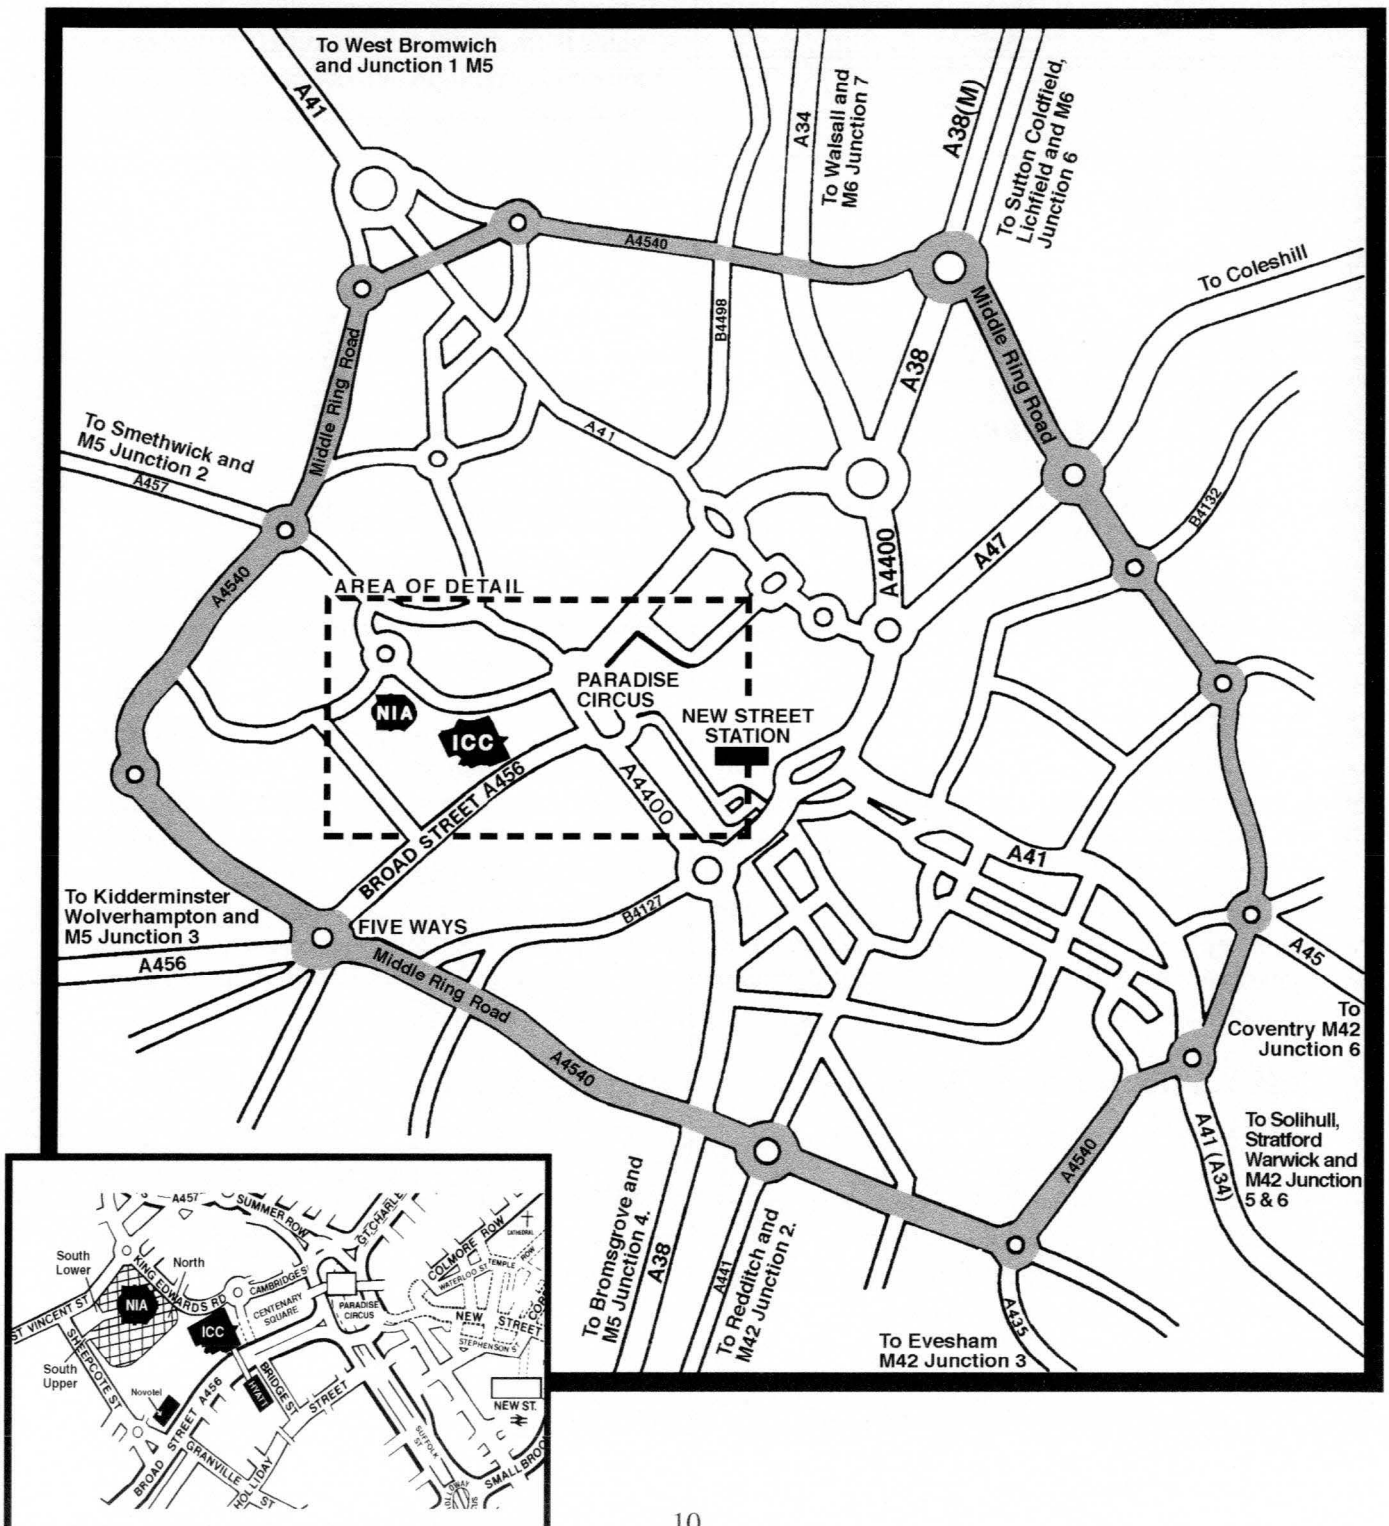 To West Bromwich
and Junction 1 M5
A41
A34
To Walsall and
M6 Junction 7
A38(M)
To Sutton Coldfield,
Lichfield and M6
Junction 6
To Coleshill
A4540
B4498
Middle Ring Road
A38
Middle Ring Road
A41
To Smethwick and
M5 Junction 2
A457
B4132
A4540
A4400
A47
AREA OF DETAIL
PARADISE
CIRCUS
NIA
ICC
NEW STREET
STATION
BROAD STREET A456
A4400
A41
To Kidderminster
Wolverhampton and
M5 Junction 3
A456
FIVE WAYS
B4127
Middle Ring Road
A4540
A45
To
Coventry M42
Junction 6
A41 (A34)
To Solihull,
Stratford
Warwick and
M42 Junction
5 & 6
A4540
To Bromsgrove and
M5 Junction 4.
A38
A441
To Redditch and
M42 Junction 2.
A435
To Evesham
M42 Junction 3
A457
SUMMER ROW
South
Lower
North
KING EDWARDS RD
CAMBRIDGE S
COLMORE ROW
CATHEDRAL
WATERLOO ST
TEMPLE
ROW
NIA
ST VINCENT ST
ICC
CENTENARY
SQUARE
PARADISE
CIRCUS
NEW STREET
STEPHENSON S
SHEEPCOTE ST
South
Upper
Novotel
HYATT
BRIDGE ST
STREET
BROAD STREET A456
GRANVILLE
ST
HOLLIDAY
SUFFOLK
ST
NEW ST.
SMALLBROO
10